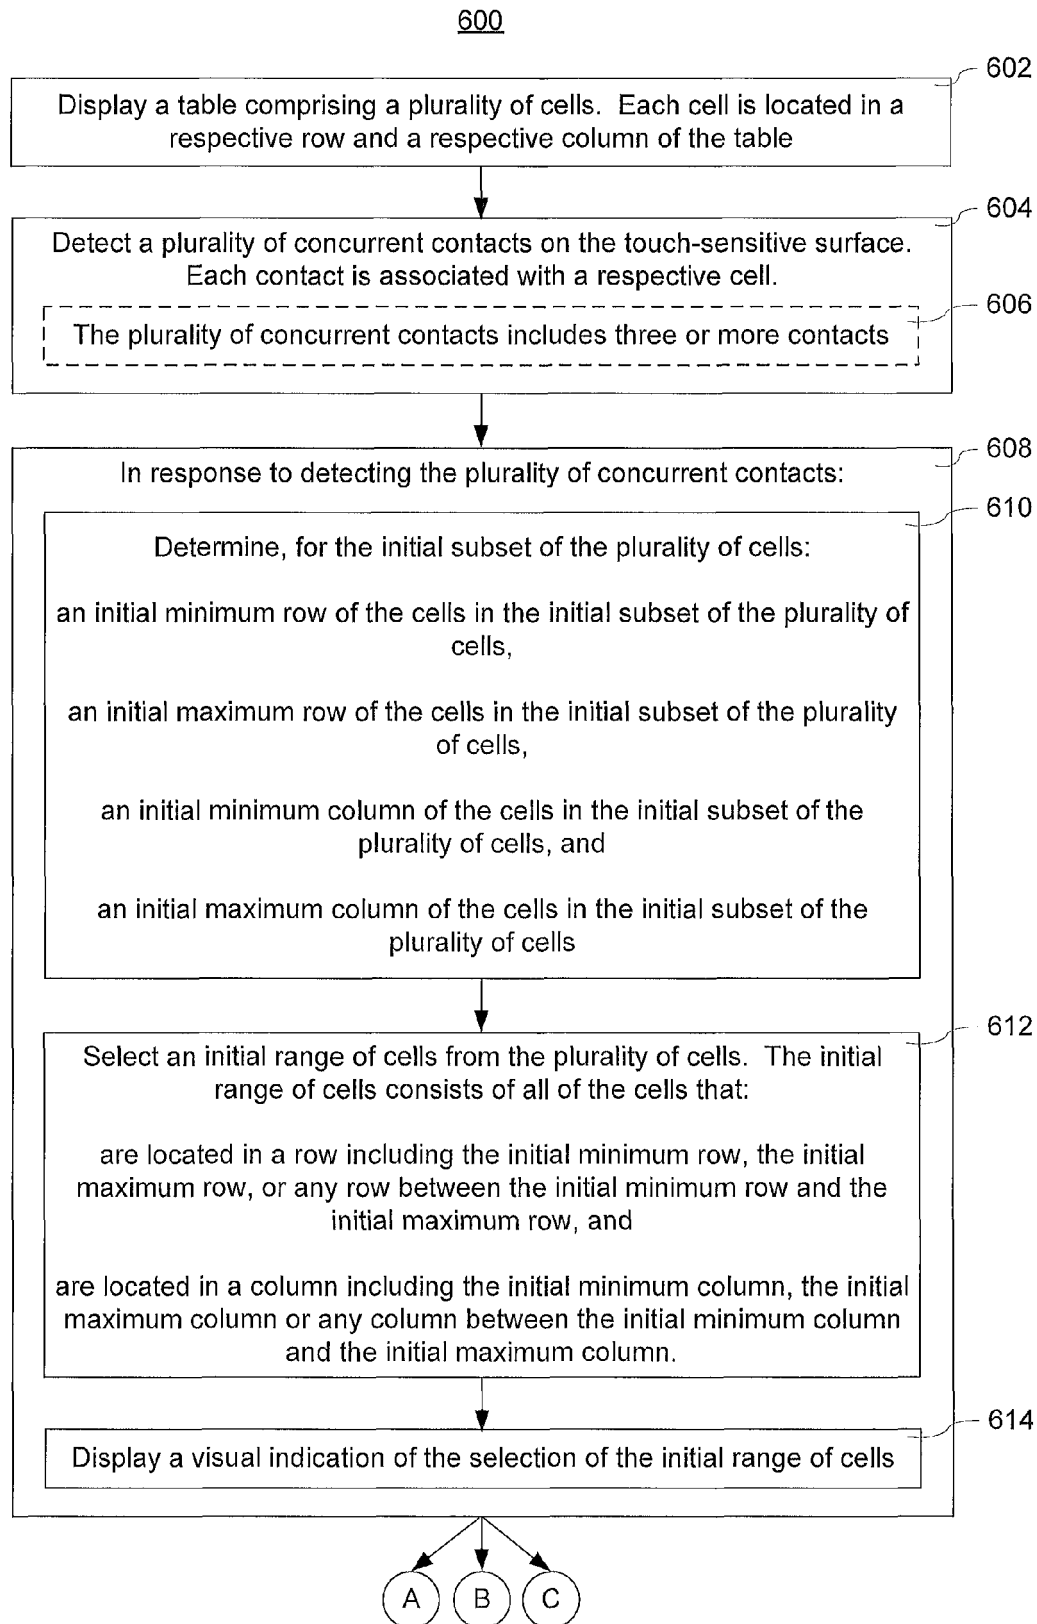 600
602
Display a table comprising a plurality of cells. Each cell is located in a
respective row and a respective column of the table
604
Detect a plurality of concurrent contacts on the touch-sensitive surface.
Each contact is associated with a respective cell.
606
The plurality of concurrent contacts includes three or more contacts
608
In response to detecting the plurality of concurrent contacts:
610
Determine, for the initial subset of the plurality of cells:
an initial minimum row of the cells in the initial subset of the plurality of
cells,
an initial maximum row of the cells in the initial subset of the plurality
of cells,
an initial minimum column of the cells in the initial subset of the
plurality of cells, and
an initial maximum column of the cells in the initial subset of the
plurality of cells
612
Select an initial range of cells from the plurality of cells. The initial
range of cells consists of all of the cells that:
are located in a row including the initial minimum row, the initial
maximum row, or any row between the initial minimum row and the
initial maximum row, and
are located in a column including the initial minimum column, the initial
maximum column or any column between the initial minimum column
and the initial maximum column.
614
Display a visual indication of the selection of the initial range of cells
A B C